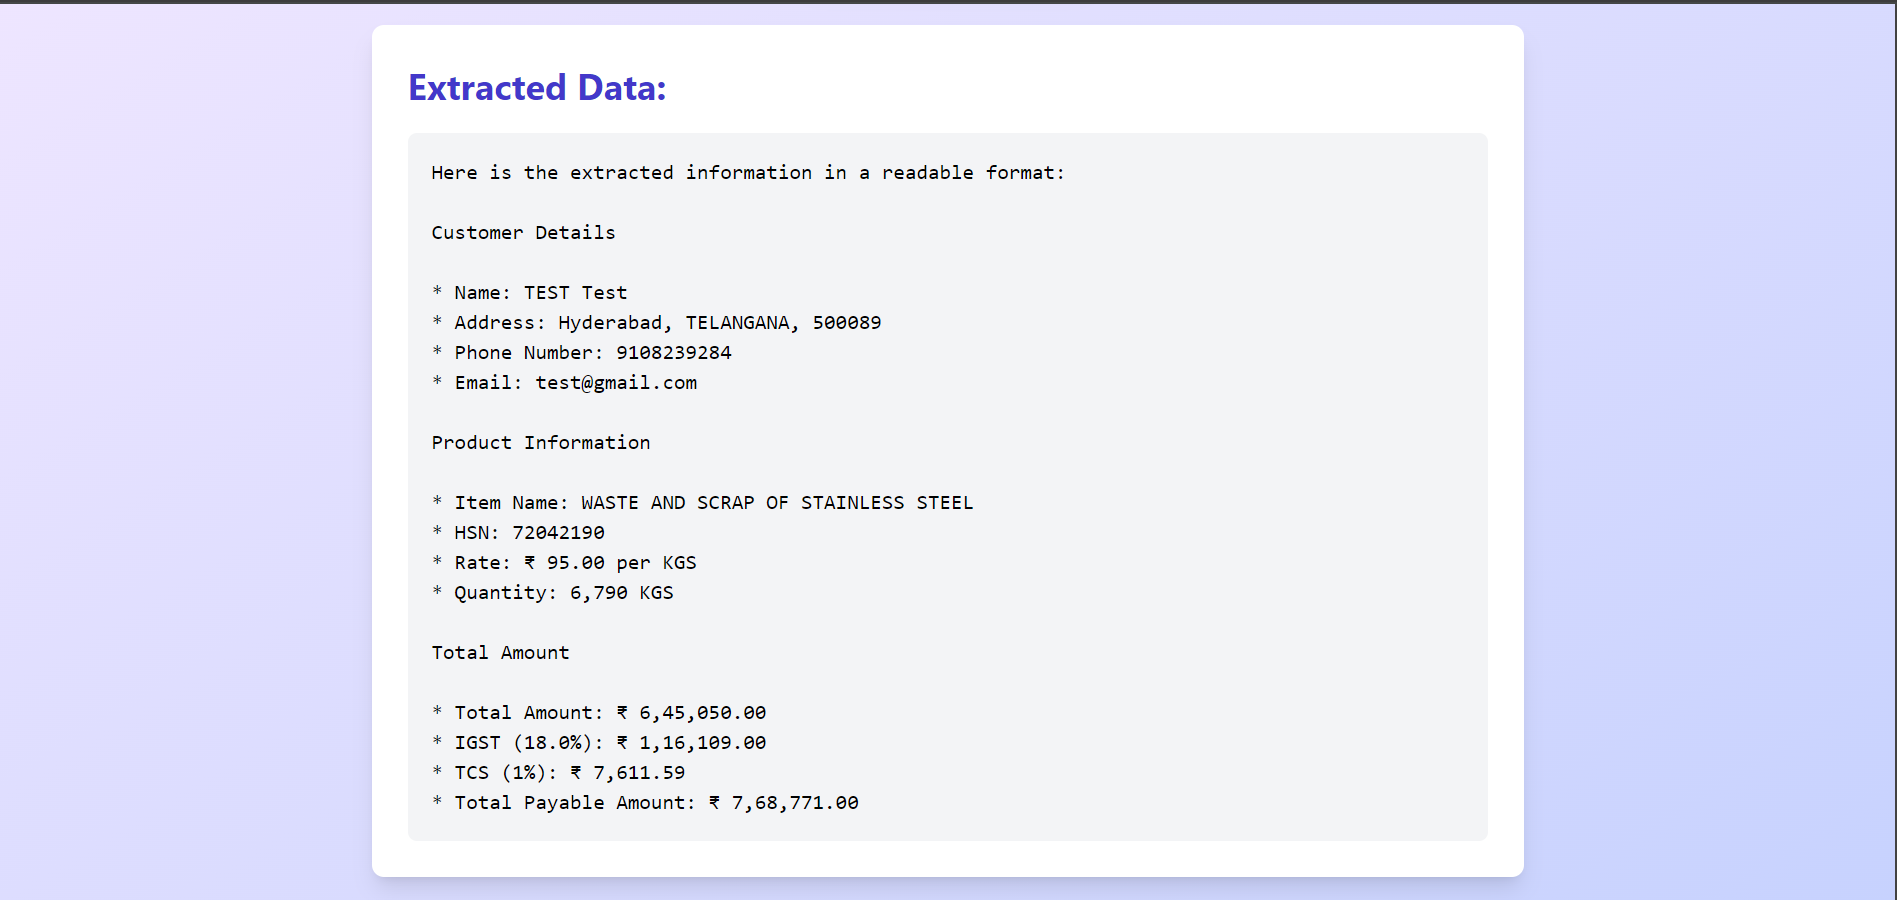 Extracted Data:
Here is the extracted information in a readable format:
Customer Details
* Name: TEST Test
* Address: Hyderabad, TELANGANA, 500089
* Phone Number: 9108239284
* Email: test@gmail.com
Product Information
* Item Name: WASTE AND SCRAP OF STAINLESS STEEL
* HSN: 72042190
* Rate: ₹ 95.00 per KGS
* Quantity: 6,790 KGS
Total Amount
* Total Amount: ₹ 6,45,050.00
* IGST (18.0%): ₹ 1,16,109.00
* TCS (1%): ₹ 7,611.59
* Total Payable Amount: ₹ 7,68,771.00